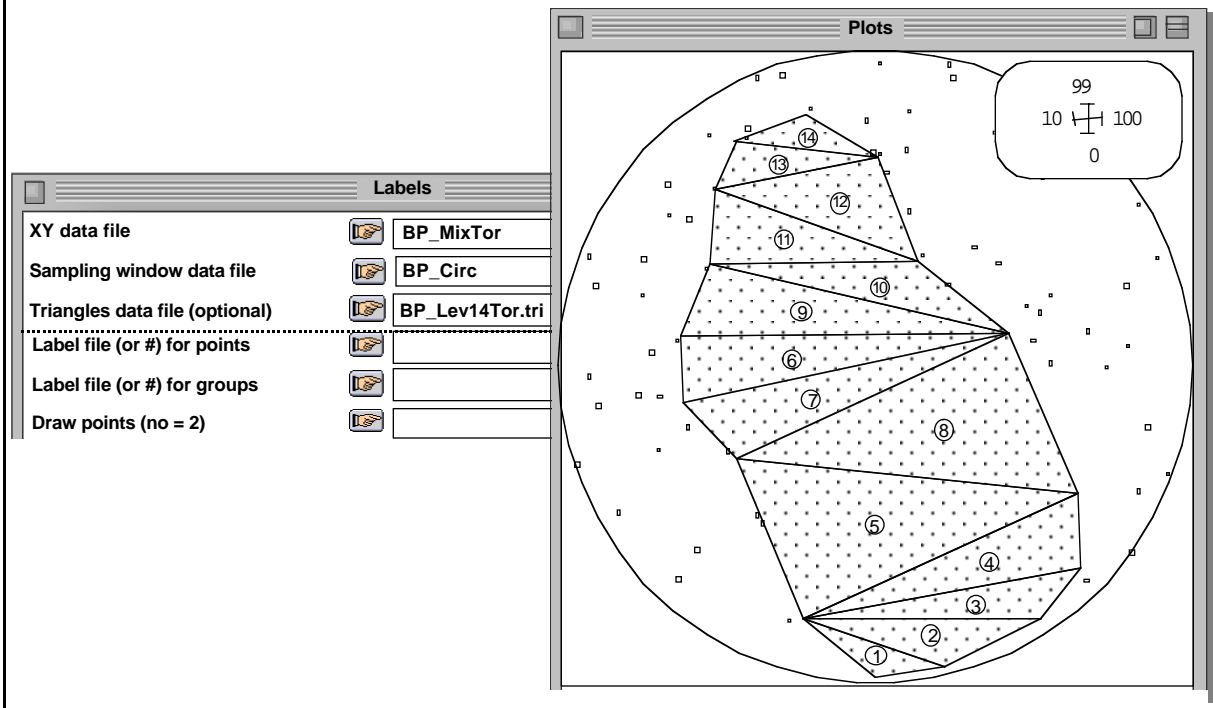 Plots
99
10 100
0
14
13
12
11
10
9
6
7
8
5
4
3
2
1
Labels
XY data file BP_MixTor
Sampling window data file BP_Circ
Triangles data file (optional) BP_Lev14Tor.tri
Label file (or #) for points
Label file (or #) for groups
Draw points (no = 2)